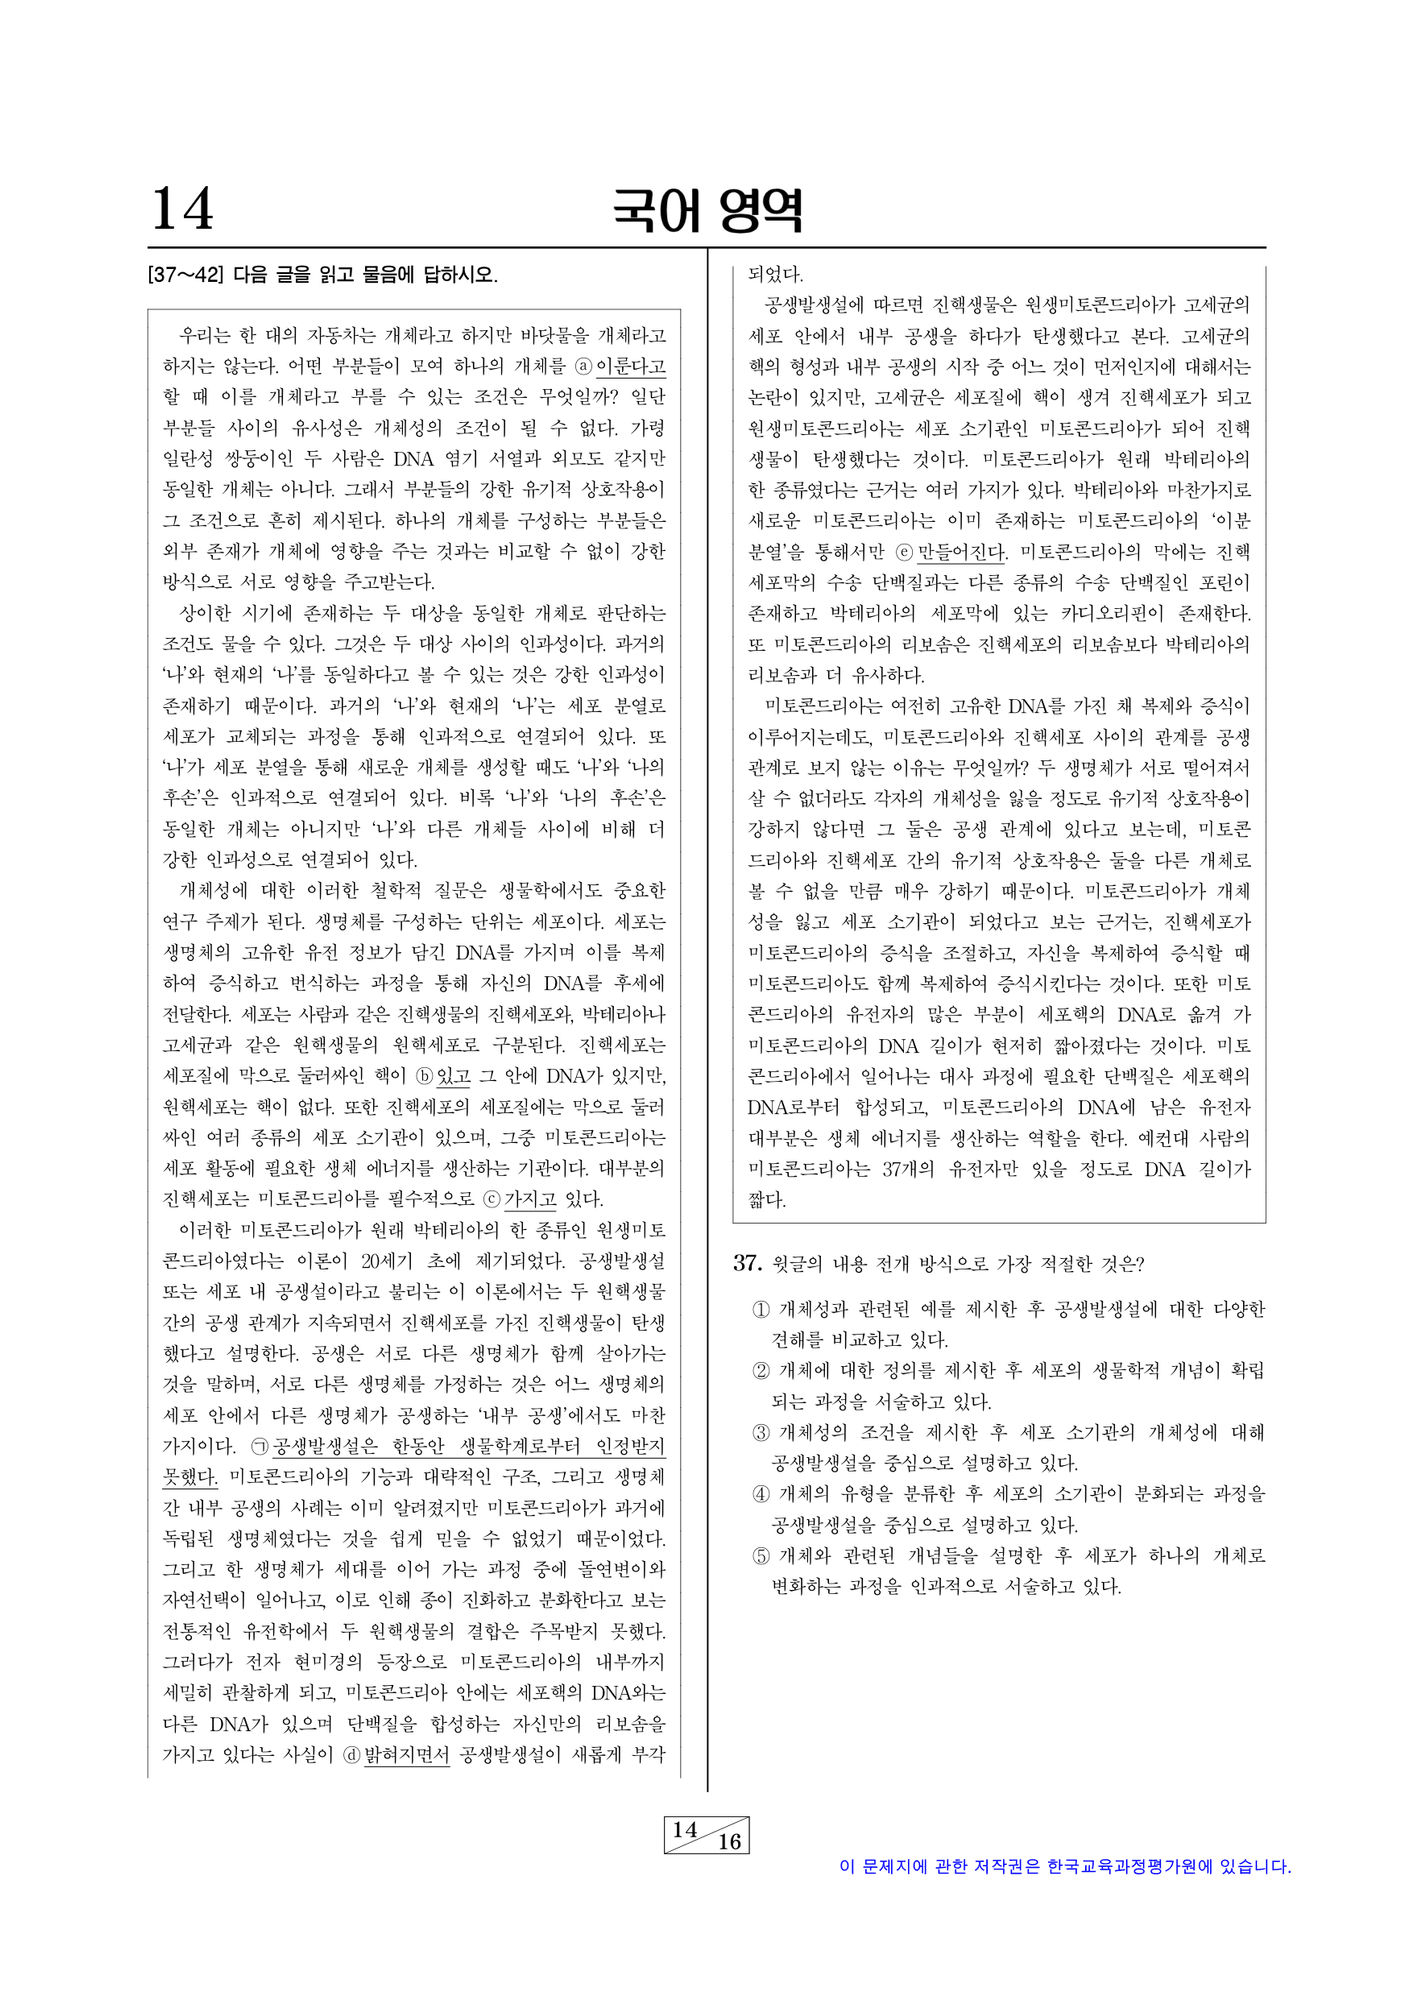 14
국어 영역
[37～42] 다음 글을 읽고 물음에 답하시오.
우리는 한 대의 자동차는 개체라고 하지만 바닷물을 개체라고
하지는 않는다. 어떤 부분들이 모여 하나의 개체를 ⓐ이룬다고
할 때 이를 개체라고 부를 수 있는 조건은 무엇일까? 일단
부분들 사이의 유사성은 개체성의 조건이 될 수 없다. 가령
일란성 쌍둥이인 두 사람은 DNA 염기 서열과 외모도 같지만
동일한 개체는 아니다. 그래서 부분들의 강한 유기적 상호작용이
그 조건으로 흔히 제시된다. 하나의 개체를 구성하는 부분들은
외부 존재가 개체에 영향을 주는 것과는 비교할 수 없이 강한
방식으로 서로 영향을 주고받는다.
상이한 시기에 존재하는 두 대상을 동일한 개체로 판단하는
조건도 물을 수 있다. 그것은 두 대상 사이의 인과성이다. 과거의
‘나’와 현재의 ‘나’를 동일하다고 볼 수 있는 것은 강한 인과성이
존재하기 때문이다. 과거의 ‘나’와 현재의 ‘나’는 세포 분열로
세포가 교체되는 과정을 통해 인과적으로 연결되어 있다. 또
‘나’가 세포 분열을 통해 새로운 개체를 생성할 때도 ‘나’와 ‘나의
후손’은 인과적으로 연결되어 있다. 비록 ‘나’와 ‘나의 후손’은
동일한 개체는 아니지만 ‘나’와 다른 개체들 사이에 비해 더
강한 인과성으로 연결되어 있다.
개체성에 대한 이러한 철학적 질문은 생물학에서도 중요한
연구 주제가 된다. 생명체를 구성하는 단위는 세포이다. 세포는
생명체의 고유한 유전 정보가 담긴 DNA를 가지며 이를 복제
하여 증식하고 번식하는 과정을 통해 자신의 DNA를 후세에
전달한다. 세포는 사람과 같은 진핵생물의 진핵세포와, 박테리아나
고세균과 같은 원핵생물의 원핵세포로 구분된다. 진핵세포는
세포질에 막으로 둘러싸인 핵이 ⓑ있고 그 안에 DNA가 있지만,
원핵세포는 핵이 없다. 또한 진핵세포의 세포질에는 막으로 둘러
싸인 여러 종류의 세포 소기관이 있으며, 그중 미토콘드리아는
세포 활동에 필요한 생체 에너지를 생산하는 기관이다. 대부분의
진핵세포는 미토콘드리아를 필수적으로 ⓒ가지고 있다.
이러한 미토콘드리아가 원래 박테리아의 한 종류인 원생미토
콘드리아였다는 이론이 20세기 초에 제기되었다. 공생발생설
또는 세포 내 공생설이라고 불리는 이 이론에서는 두 원핵생물
간의 공생 관계가 지속되면서 진핵세포를 가진 진핵생물이 탄생
했다고 설명한다. 공생은 서로 다른 생명체가 함께 살아가는
것을 말하며, 서로 다른 생명체를 가정하는 것은 어느 생명체의
세포 안에서 다른 생명체가 공생하는 ‘내부 공생’에서도 마찬
가지이다. ㉠공생발생설은 한동안 생물학계로부터 인정받지
못했다. 미토콘드리아의 기능과 대략적인 구조, 그리고 생명체
간 내부 공생의 사례는 이미 알려졌지만 미토콘드리아가 과거에
독립된 생명체였다는 것을 쉽게 믿을 수 없었기 때문이었다.
그리고 한 생명체가 세대를 이어 가는 과정 중에 돌연변이와
자연선택이 일어나고, 이로 인해 종이 진화하고 분화한다고 보는
전통적인 유전학에서 두 원핵생물의 결합은 주목받지 못했다.
그러다가 전자 현미경의 등장으로 미토콘드리아의 내부까지
세밀히 관찰하게 되고, 미토콘드리아 안에는 세포핵의 DNA와는
다른 DNA가 있으며 단백질을 합성하는 자신만의 리보솜을
가지고 있다는 사실이 ⓓ밝혀지면서 공생발생설이 새롭게 부각
되었다.
공생발생설에 따르면 진핵생물은 원생미토콘드리아가 고세균의
세포 안에서 내부 공생을 하다가 탄생했다고 본다. 고세균의
핵의 형성과 내부 공생의 시작 중 어느 것이 먼저인지에 대해서는
논란이 있지만, 고세균은 세포질에 핵이 생겨 진핵세포가 되고
원생미토콘드리아는 세포 소기관인 미토콘드리아가 되어 진핵
생물이 탄생했다는 것이다. 미토콘드리아가 원래 박테리아의
한 종류였다는 근거는 여러 가지가 있다. 박테리아와 마찬가지로
새로운 미토콘드리아는 이미 존재하는 미토콘드리아의 ‘이분
분열’을 통해서만 ⓔ만들어진다. 미토콘드리아의 막에는 진핵
세포막의 수송 단백질과는 다른 종류의 수송 단백질인 포린이
존재하고 박테리아의 세포막에 있는 카디오리핀이 존재한다.
또 미토콘드리아의 리보솜은 진핵세포의 리보솜보다 박테리아의
리보솜과 더 유사하다.
미토콘드리아는 여전히 고유한 DNA를 가진 채 복제와 증식이
이루어지는데도, 미토콘드리아와 진핵세포 사이의 관계를 공생
관계로 보지 않는 이유는 무엇일까? 두 생명체가 서로 떨어져서
살 수 없더라도 각자의 개체성을 잃을 정도로 유기적 상호작용이
강하지 않다면 그 둘은 공생 관계에 있다고 보는데, 미토콘
드리아와 진핵세포 간의 유기적 상호작용은 둘을 다른 개체로
볼 수 없을 만큼 매우 강하기 때문이다. 미토콘드리아가 개체
성을 잃고 세포 소기관이 되었다고 보는 근거는, 진핵세포가
미토콘드리아의 증식을 조절하고, 자신을 복제하여 증식할 때
미토콘드리아도 함께 복제하여 증식시킨다는 것이다. 또한 미토
콘드리아의 유전자의 많은 부분이 세포핵의 DNA로 옮겨 가
미토콘드리아의 DNA 길이가 현저히 짧아졌다는 것이다. 미토
콘드리아에서 일어나는 대사 과정에 필요한 단백질은 세포핵의
DNA로부터 합성되고, 미토콘드리아의 DNA에 남은 유전자
대부분은 생체 에너지를 생산하는 역할을 한다. 예컨대 사람의
미토콘드리아는 37개의 유전자만 있을 정도로 DNA 길이가
짧다.
37. 윗글의 내용 전개 방식으로 가장 적절한 것은?
① 개체성과 관련된 예를 제시한 후 공생발생설에 대한 다양한
견해를 비교하고 있다.
② 개체에 대한 정의를 제시한 후 세포의 생물학적 개념이 확립
되는 과정을 서술하고 있다.
③ 개체성의 조건을 제시한 후 세포 소기관의 개체성에 대해
공생발생설을 중심으로 설명하고 있다.
④ 개체의 유형을 분류한 후 세포의 소기관이 분화되는 과정을
공생발생설을 중심으로 설명하고 있다.
⑤ 개체와 관련된 개념들을 설명한 후 세포가 하나의 개체로
변화하는 과정을 인과적으로 서술하고 있다.
14
16
이 문제지에 관한 저작권은 한국교육과정평가원에 있습니다.